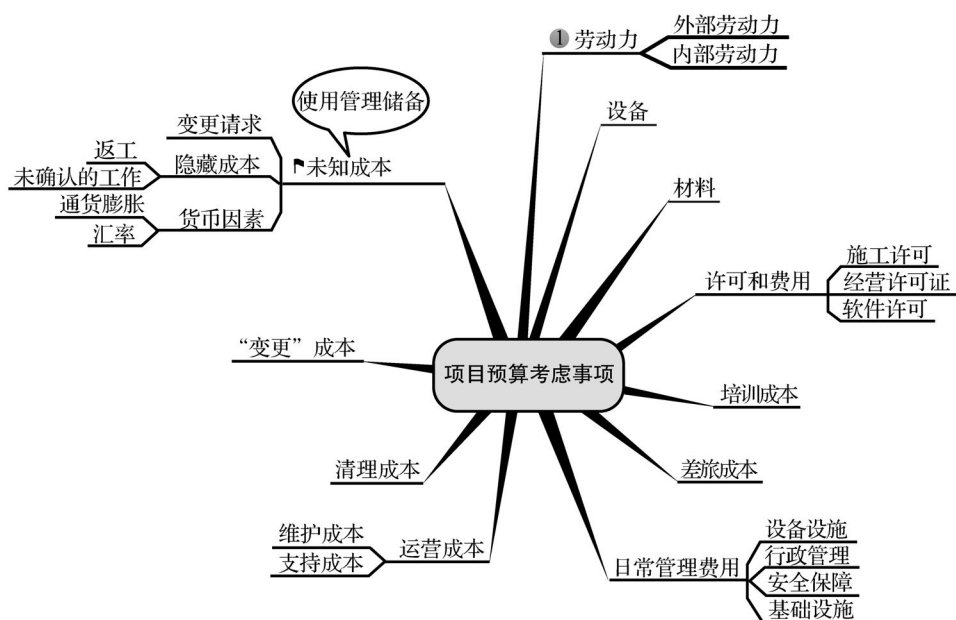 项目预算考虑事项
1 劳动力
外部劳动力
内部劳动力
设备
材料
许可和费用
施工许可
经营许可证
软件许可
培训成本
差旅成本
日常管理费用
设备设施
行政管理
安全保障
基础设施
运营成本
维护成本
支持成本
清理成本
“变更”成本
未知成本
使用管理储备
变更请求
隐藏成本
返工
未确认的工作
货币因素
通货膨胀
汇率